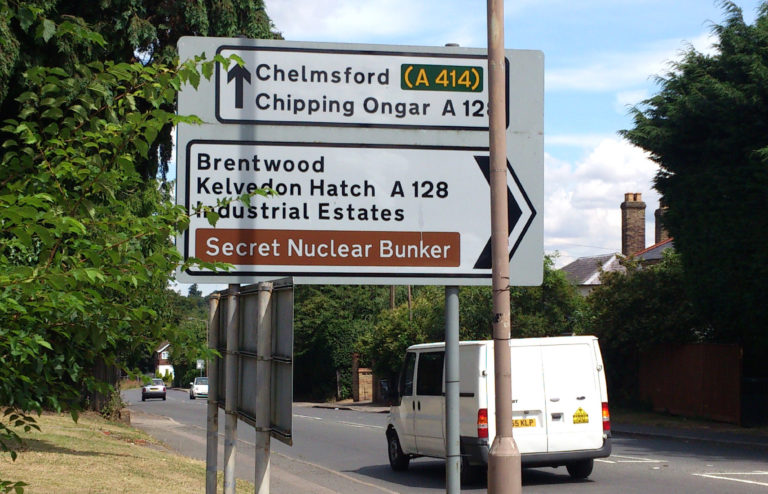 Chelmsford (A 414)
Chipping Ongar A 128
Brentwood
Kelvedon Hatch A 128
Industrial Estates
Secret Nuclear Bunker